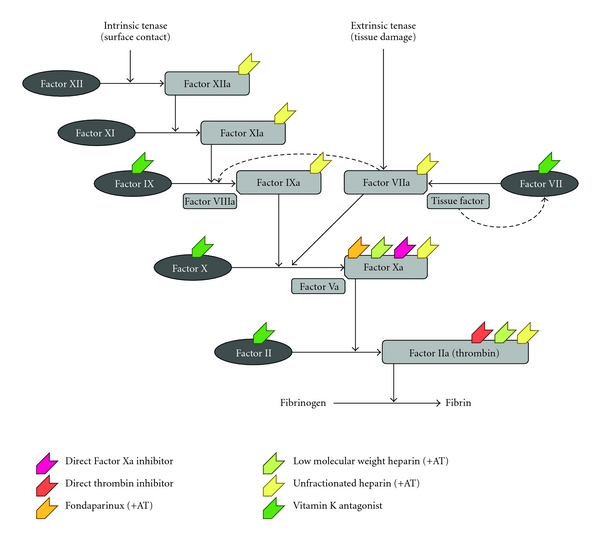 Intrinsic tenase
(surface contact)
Extrinsic tenase
(tissue damage)
Factor XII
Factor XIIa
Factor XI
Factor XIa
Factor IX
Factor VIIIa
Factor IXa
Factor VIIa
Tissue factor
Factor VII
Factor X
Factor Va
Factor Xa
Factor II
Factor IIa (thrombin)
Fibrinogen
Fibrin
Direct Factor Xa inhibitor
Direct thrombin inhibitor
Fondaparinux (+AT)
Low molecular weight heparin (+AT)
Unfractionated heparin (+AT)
Vitamin K antagonist